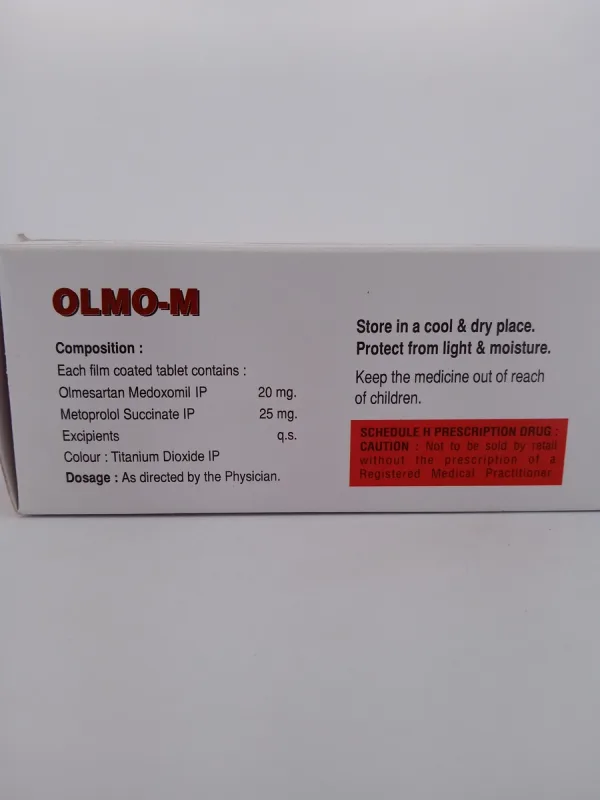 OLMO-M
Composition :
Each film coated tablet contains :
Olmesartan Medoxomil IP 20 mg.
Metoprolol Succinate IP 25 mg.
Excipients q.s.
Colour : Titanium Dioxide IP
Dosage : As directed by the Physician.
Store in a cool & dry place.
Protect from light & moisture.
Keep the medicine out of reach
of children.
SCHEDULE H PRESCRIPTION DRUG :
CAUTION : Not to be sold by retail
without the prescription of a
Registered Medical Practitioner.